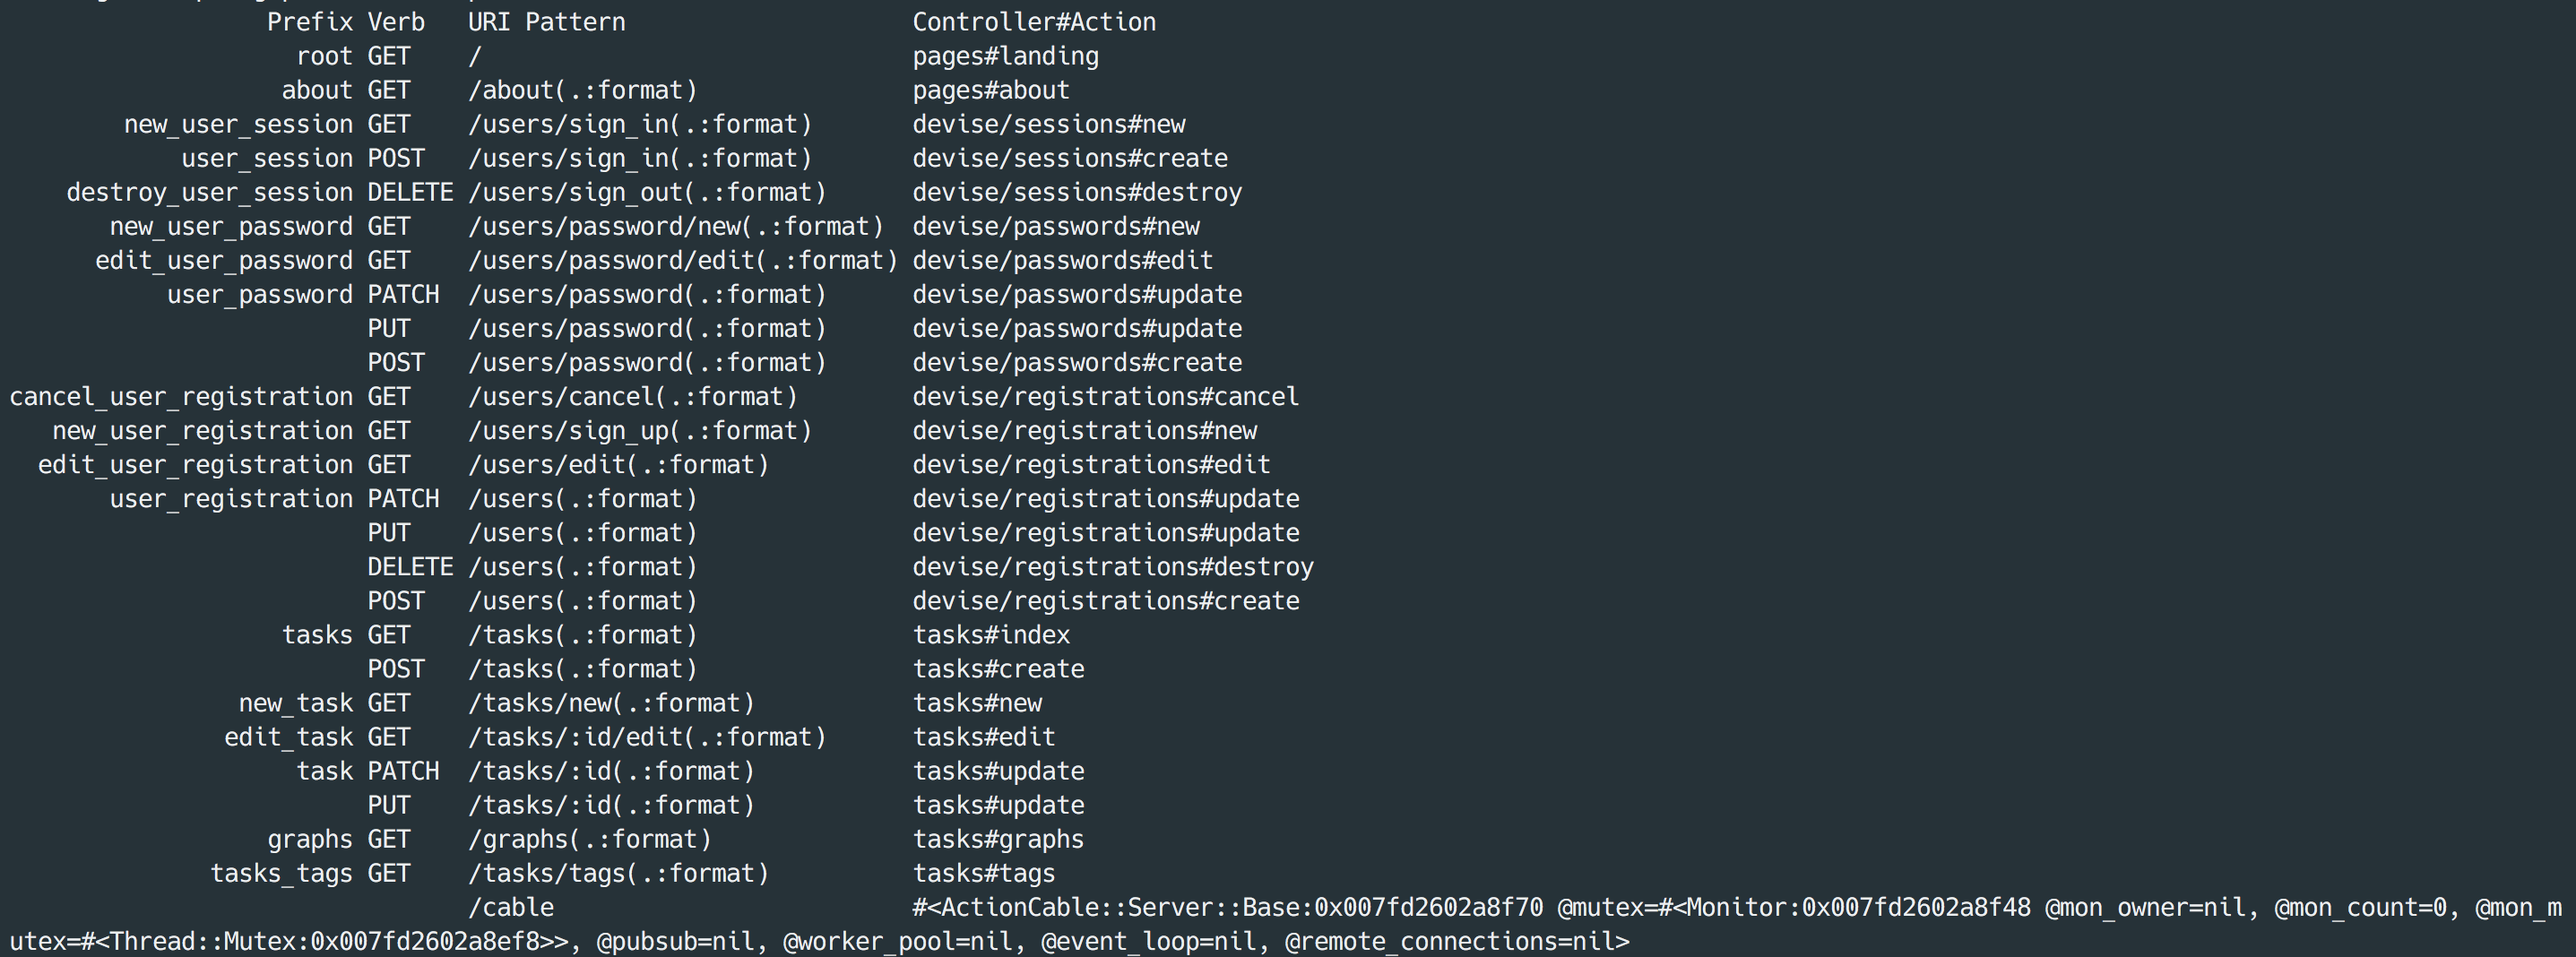 Prefix Verb URI Pattern Controller#Action
root GET / pages#landing
about GET /about(.:format) pages#about
new_user_session GET /users/sign_in(.:format) devise/sessions#new
user_session POST /users/sign_in(.:format) devise/sessions#create
destroy_user_session DELETE /users/sign_out(.:format) devise/sessions#destroy
new_user_password GET /users/password/new(.:format) devise/passwords#new
edit_user_password GET /users/password/edit(.:format) devise/passwords#edit
user_password PATCH /users/password(.:format) devise/passwords#update
PUT /users/password(.:format) devise/passwords#update
POST /users/password(.:format) devise/passwords#create
cancel_user_registration GET /users/cancel(.:format) devise/registrations#cancel
new_user_registration GET /users/sign_up(.:format) devise/registrations#new
edit_user_registration GET /users/edit(.:format) devise/registrations#edit
user_registration PATCH /users(.:format) devise/registrations#update
PUT /users(.:format) devise/registrations#update
DELETE /users(.:format) devise/registrations#destroy
POST /users(.:format) devise/registrations#create
tasks GET /tasks(.:format) tasks#index
POST /tasks(.:format) tasks#create
new_task GET /tasks/new(.:format) tasks#new
edit_task GET /tasks/:id/edit(.:format) tasks#edit
task PATCH /tasks/:id(.:format) tasks#update
PUT /tasks/:id(.:format) tasks#update
graphs GET /graphs(.:format) tasks#graphs
tasks_tags GET /tasks/tags(.:format) tasks#tags
/cable #<ActionCable::Server::Base:0x007fd2602a8f70 @mutex=#<Monitor:0x007fd2602a8f48 @mon_owner=nil, @mon_count=0, @mon_m
utex=#<Thread::Mutex:0x007fd2602a8ef8>>, @pubsub=nil, @worker_pool=nil, @event_loop=nil, @remote_connections=nil>